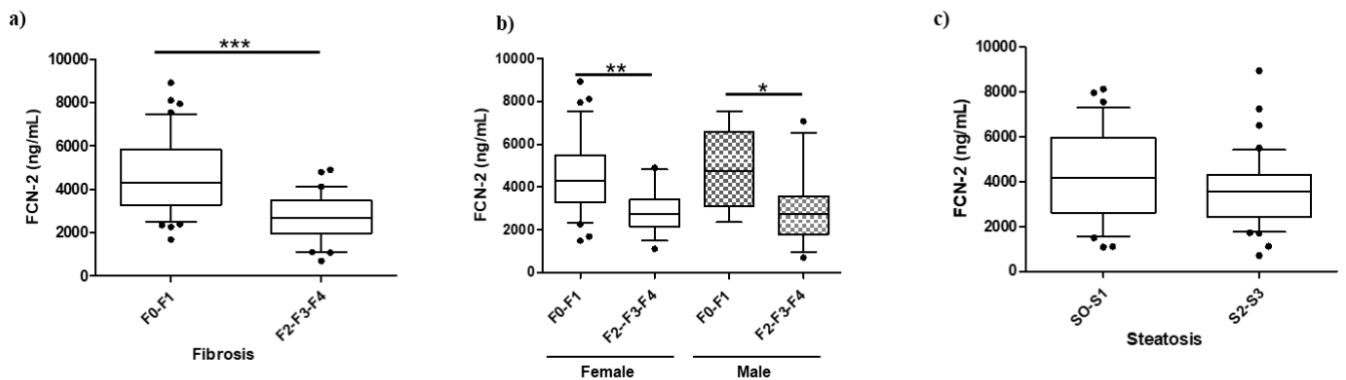 a)
***
FCN-2 (ng/mL)
10000
8000
6000
4000
2000
0
F0-F1
F2-F3-F4
Fibrosis
b)
**
*
FCN-2 (ng/mL)
10000
8000
6000
4000
2000
0
F0-F1
F2--F3-F4
F0-F1
F2-F3-F4
Female
Male
c)
FCN-2 (ng/mL)
10000
8000
6000
4000
2000
0
SO-S1
S2-S3
Steatosis